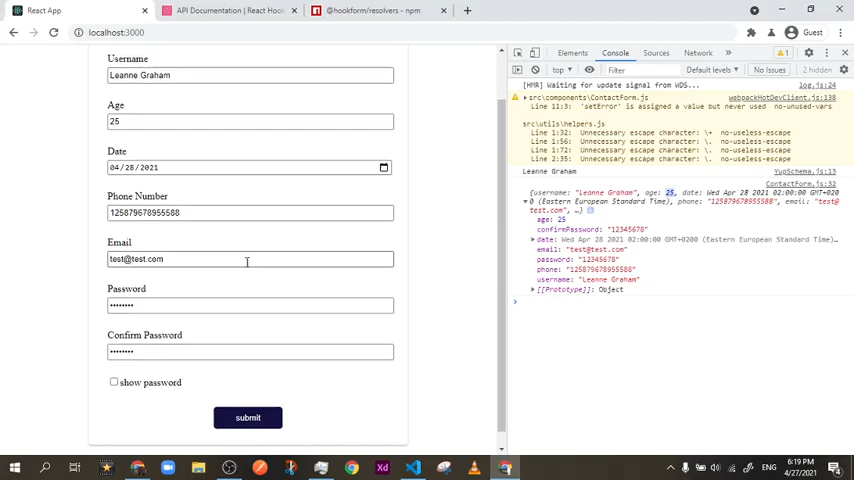 React App
API Documentation | React Hook
@hookform/resolvers - npm
localhost:3000
Guest
Username
Leanne Graham
Age
25
Date
04/28/2021
Phone Number
125879678955588
Email
test@test.com
Password
••••••••
Confirm Password
••••••••
show password
submit
Elements
Console
Sources
Network
»
1
top
Filter
Default levels
No Issues
2 hidden
[HMR] Waiting for update signal from WDS... log.js:24
src\components\ContactForm.js webpackHotDevClient.js:138
Line 11:3: 'setError' is assigned a value but never used no-unused-vars
src\utils\helpers.js
Line 1:32: Unnecessary escape character: \+ no-useless-escape
Line 1:56: Unnecessary escape character: \. no-useless-escape
Line 1:72: Unnecessary escape character: \. no-useless-escape
Line 2:35: Unnecessary escape character: \. no-useless-escape
Leanne Graham YupSchema.js:13
ContactForm.js:32
{username: "Leanne Graham", age: 25, date: Wed Apr 28 2021 02:00:00 GMT+020
0 (Eastern European Standard Time), phone: "125879678955588", email: "test@
test.com", …}
age: 25
confirmPassword: "12345678"
date: Wed Apr 28 2021 02:00:00 GMT+0200 (Eastern European Standard Time)…
email: "test@test.com"
password: "12345678"
phone: "125879678955588"
username: "Leanne Graham"
[[Prototype]]: Object
Xd
ENG
6:19 PM
4/27/2021
4